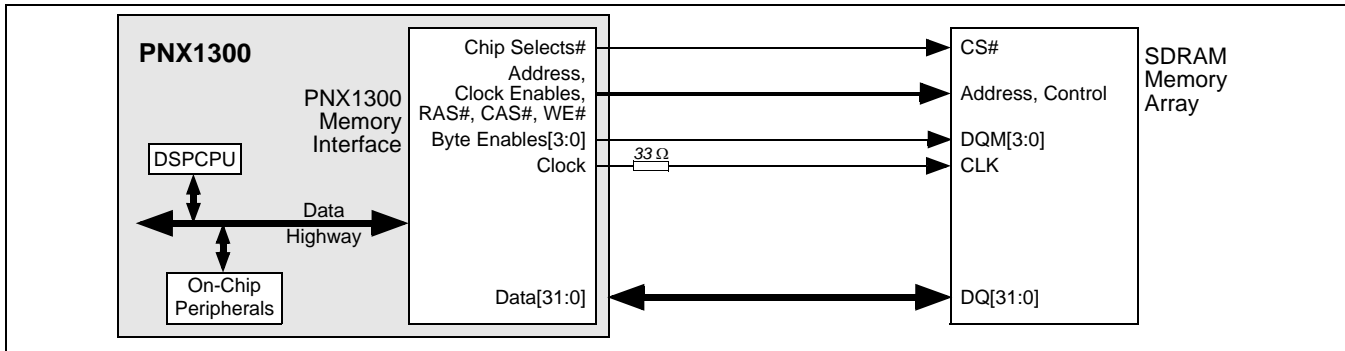 PNX1300
PNX1300
Memory
Interface
DSPCPU
Data
Highway
On-Chip
Peripherals
Chip Selects#
Address,
Clock Enables,
RAS#, CAS#, WE#
Byte Enables[3:0]
Clock
Data[31:0]
33 Ω
CS#
Address, Control
DQM[3:0]
CLK
DQ[31:0]
SDRAM
Memory
Array